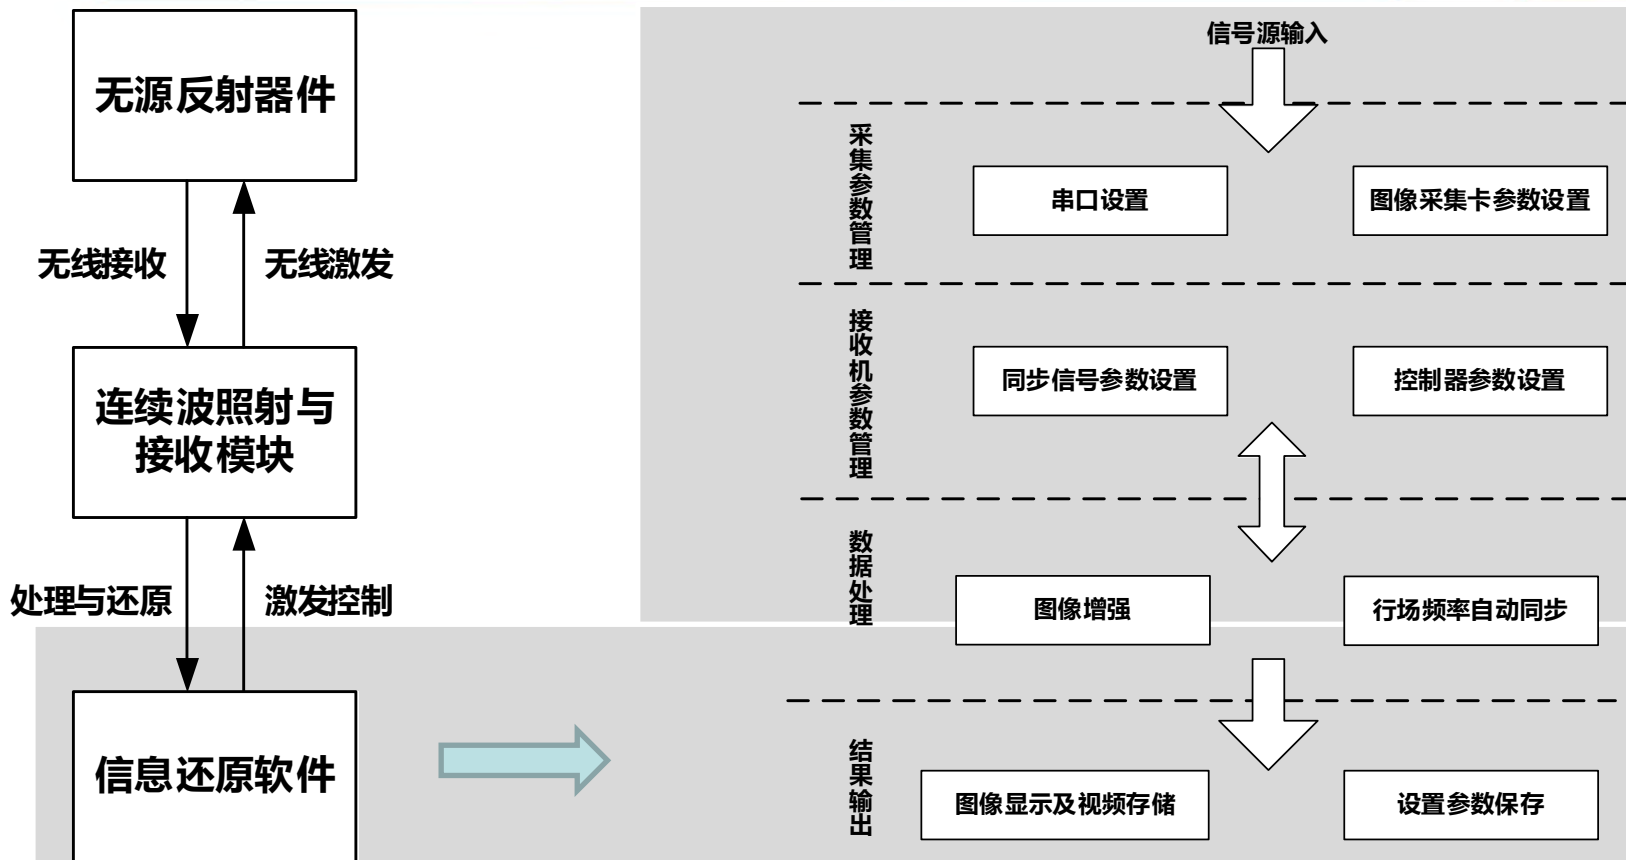 无源反射器件
无线接收
无线激发
连续波照射与
接收模块
处理与还原
激发控制
信息还原软件
信号源输入
采集参数管理
串口设置
图像采集卡参数设置
接收机参数管理
同步信号参数设置
控制器参数设置
数据处理
图像增强
行场频率自动同步
结果输出
图像显示及视频存储
设置参数保存